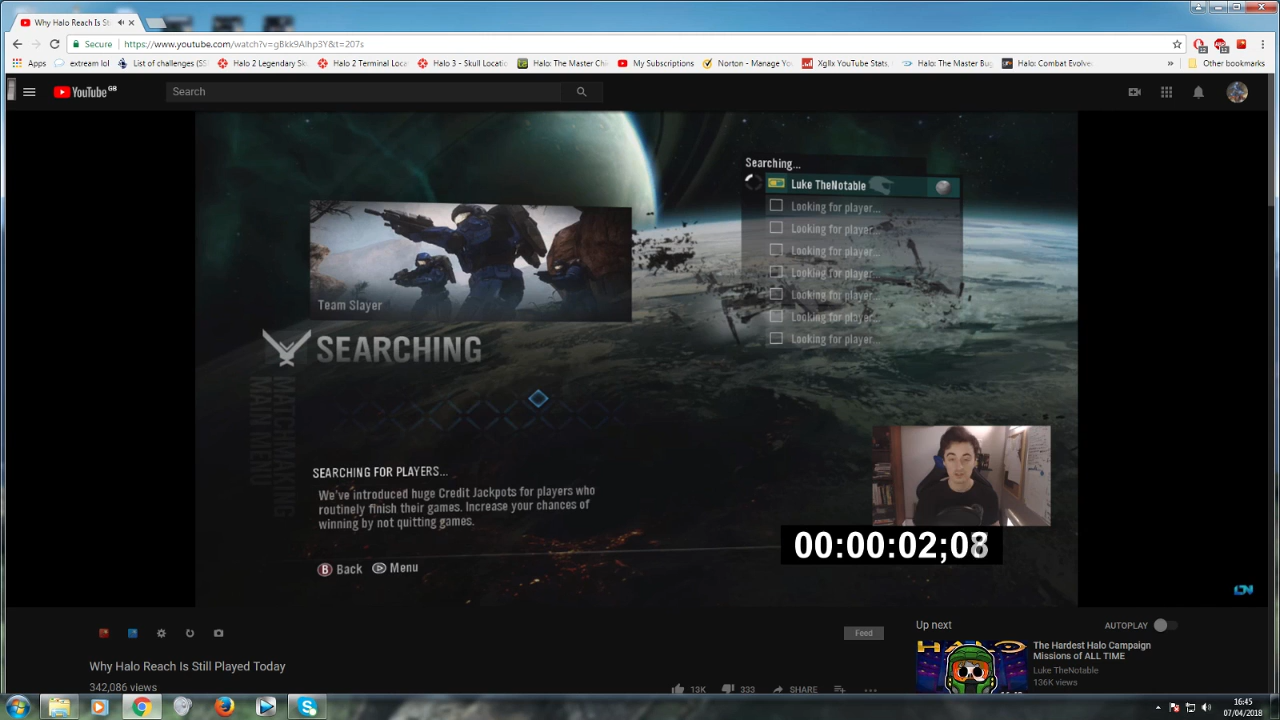 Why Halo Reach Is St
Secure
https://www.youtube.com/watch?v=gBkk9Alhp3Y&t=207s
Apps
extream lol
List of challenges (SS
Halo 2 Legendary Sk
Halo 2 Terminal Loca
Halo 3 - Skull Locatio
Halo: The Master Chi
My Subscriptions
Norton - Manage Yo
Xgllx YouTube Stats,
Halo: The Master Bug
Halo: Combat Evolve
»
Other bookmarks
YouTube GB
Search
Searching...
Luke TheNotable
Looking for player...
Looking for player...
Looking for player...
Looking for player
Looking for player
Looking for player...
Looking for player...
Team Slayer
SEARCHING
MATCHMAKING
MAIN MENU
SEARCHING FOR PLAYERS...
We've introduced huge Credit Jackpots for players who
routinely finish their games. Increase your chances of
winning by not quitting games.
B Back Menu
00:00:02;08
Feed
Up next
AUTOPLAY
The Hardest Halo Campaign
Missions of ALL TIME
Luke TheNotable
136K views
Why Halo Reach Is Still Played Today
342,086 views
13K
333
SHARE
16:45
07/04/2018